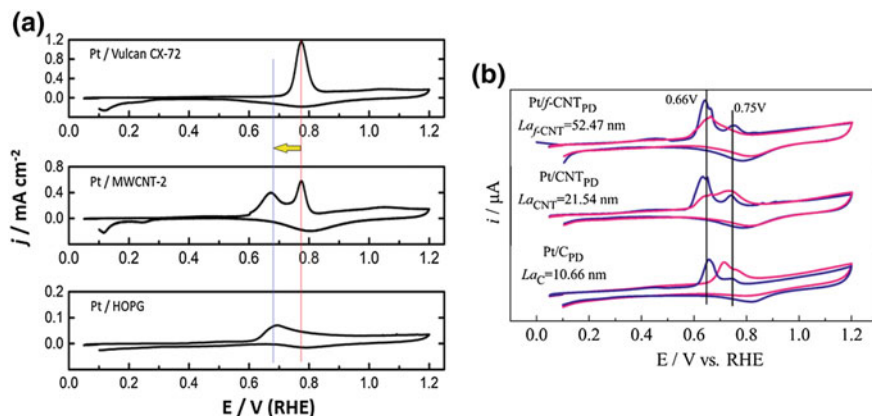 (a)
1.2
0.8
0.4
0.0
Pt / Vulcan CX-72
0.0 0.2 0.4 0.6 0.8 1.0 1.2
j / mA cm⁻²
0.8
0.4
0.0
Pt / MWCNT-2
0.0 0.2 0.4 0.6 0.8 1.0 1.2
0.2
0.1
0.0
Pt / HOPG
0.0 0.2 0.4 0.6 0.8 1.0 1.2
E / V (RHE)
(b)
Pt/f-CNTPD
0.66V
0.75V
Laf-CNT=52.47 nm
Pt/CNTPD
LaCNT=21.54 nm
Pt/CPD
LaC=10.66 nm
i / μA
0.0 0.2 0.4 0.6 0.8 1.0 1.2
E / V vs. RHE